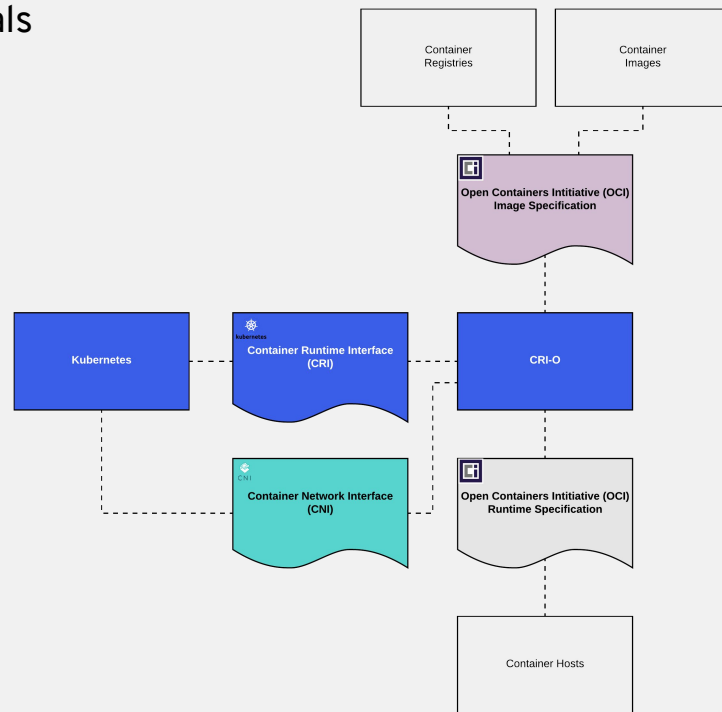 als
Container
Registries
Container
Images
Open Containers Intitiative (OCI)
Image Specification
Kubernetes
kubernetes
Container Runtime Interface
(CRI)
CRI-O
CNI
Container Network Interface
(CNI)
Open Containers Intitiative (OCI)
Runtime Specification
Container Hosts